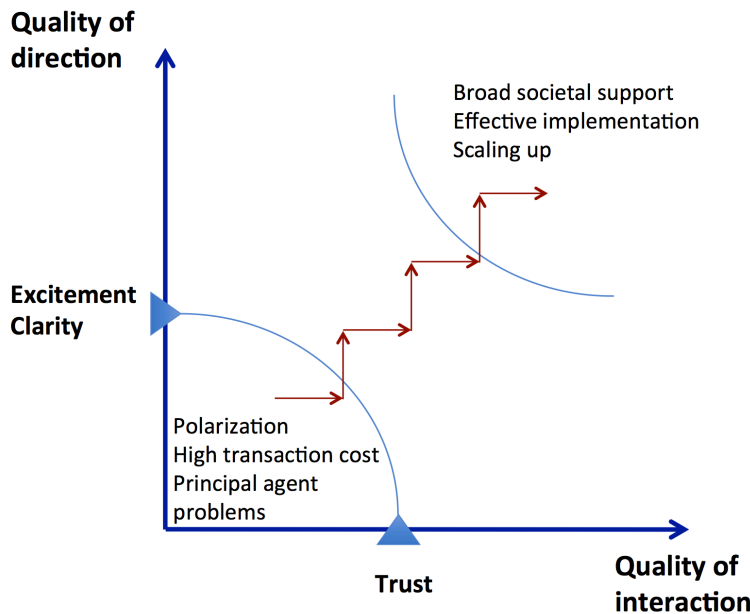 Quality of
direction
Broad societal support
Effective implementation
Scaling up
Excitement
Clarity
Polarization
High transaction cost
Principal agent
problems
Trust
Quality of
interaction